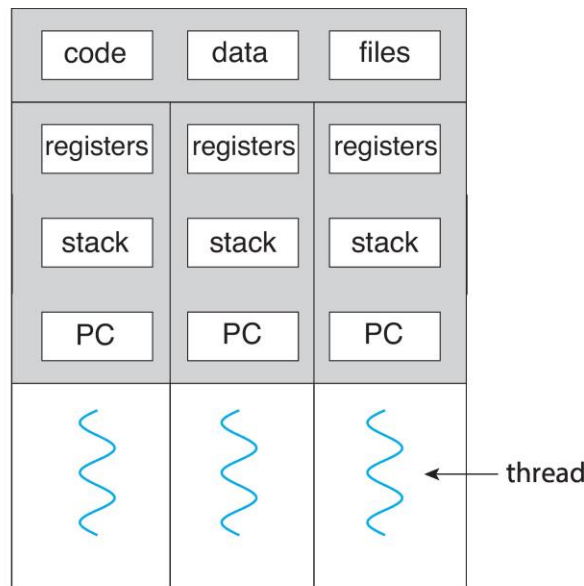 code data files
registers registers registers
stack stack stack
PC PC PC
thread